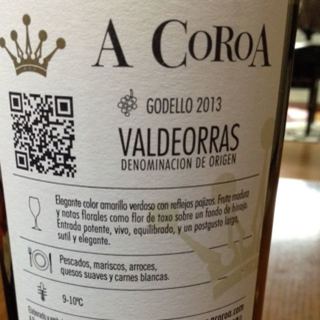 A COROA
GODELLO 2013
VALDEORRAS
DENOMINACION DE ORIGEN
Elegante color amarillo verdoso con reflejos pajizos. Fruta madura
y notas florales como flor de toxo sobre un fondo de hinojo.
Entrada potente, vivo, equilibrado, y un postgusto largo,
sutil y elegante.
Pescados, mariscos, arroces,
quesos suaves y carnes blancas.
9-10ºC